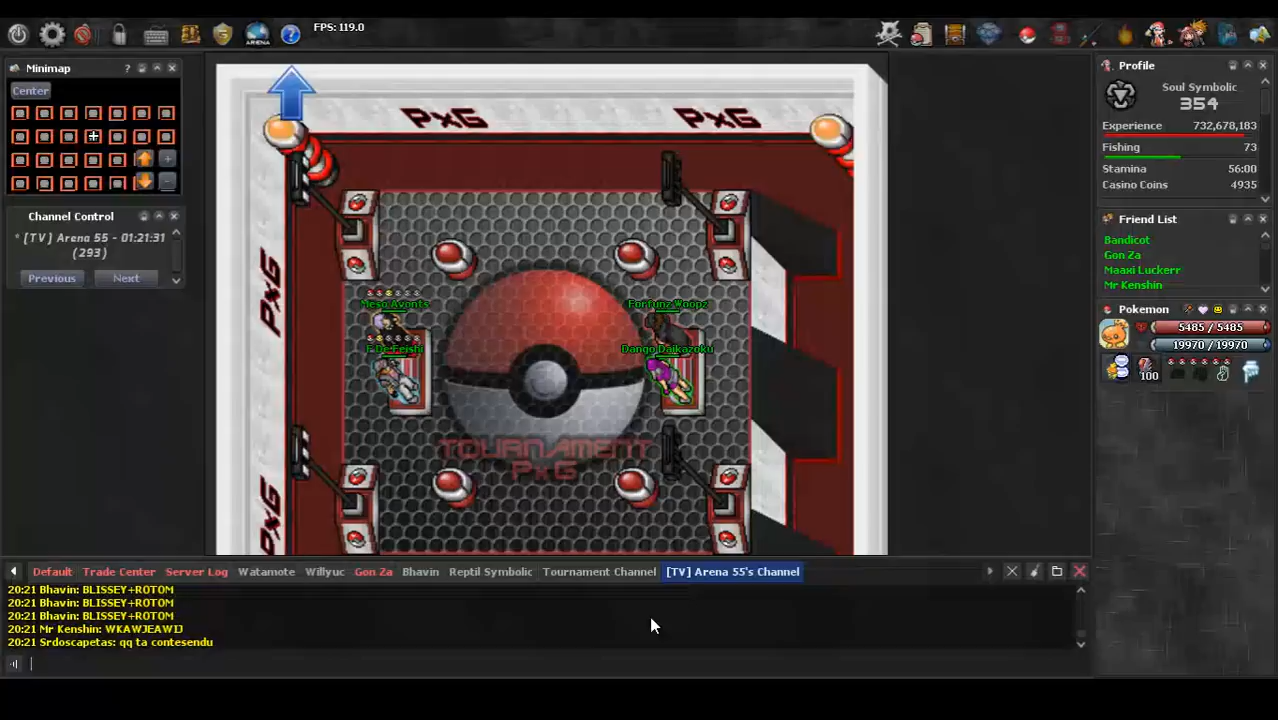 FPS: 119.0
ARENA
Minimap
?
Center
Channel Control
* [TV] Arena 55 - 01:21:31
(293)
Previous Next
PxG PxG
PxG
PxG
Meso Avonts
F De Feishi
Fortunz Woopz
Dango Daikazoku
TOURNAMENT
PxG
Profile
Soul Symbolic
354
Experience 732,678,183
Fishing 73
Stamina 56:00
Casino Coins 4935
Friend List
Bandicot
Gon Za
Maaxi Luckerr
Mr Kenshin
Pokemon
5485 / 5485
19970 / 19970
100
Default Trade Center Server Log Watamote Willyuc Gon Za Bhavin Reptil Symbolic Tournament Channel [TV] Arena 55's Channel
20:21 Bhavin: BLISSEY+ROTOM
20:21 Bhavin: BLISSEY+ROTOM
20:21 Bhavin: BLISSEY+ROTOM
20:21 Mr Kenshin: WKAWJEAWIJ
20:21 Srdoscapetas: qq ta contesendu